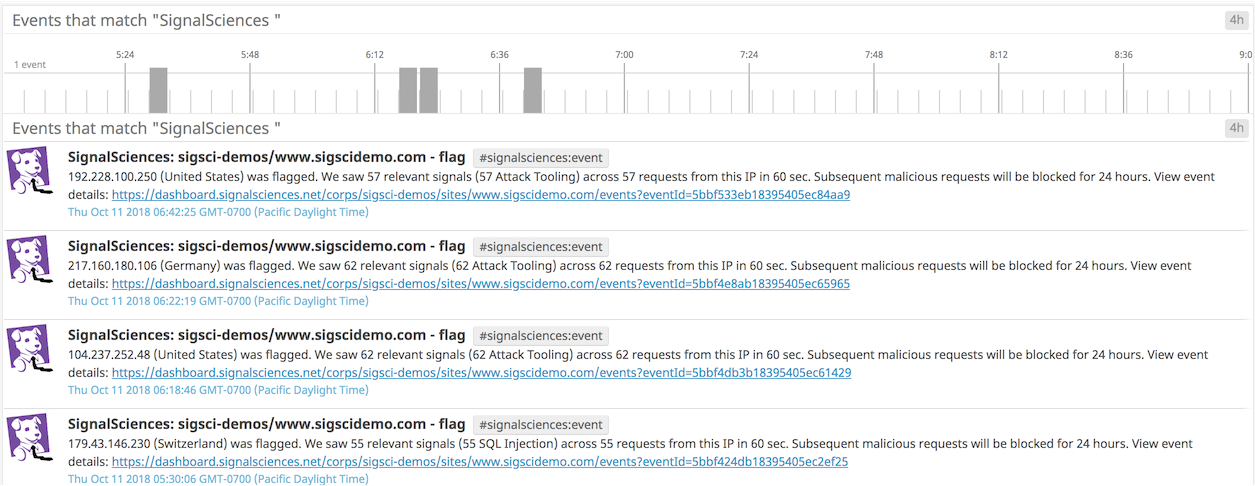 Events that match "SignalSciences "
4h
5:24
5:48
6:12
6:36
7:00
7:24
7:48
8:12
8:36
9:0
1 event
Events that match "SignalSciences "
4h
SignalSciences: sigsci-demos/www.sigscidemo.com - flag #signalsciences:event
192.228.100.250 (United States) was flagged. We saw 57 relevant signals (57 Attack Tooling) across 57 requests from this IP in 60 sec. Subsequent malicious requests will be blocked for 24 hours. View event
details: https://dashboard.signalsciences.net/corps/sigsci-demos/sites/www.sigscidemo.com/events?eventId=5bbf533eb18395405ec84aa9
Thu Oct 11 2018 06:42:25 GMT-0700 (Pacific Daylight Time)
SignalSciences: sigsci-demos/www.sigscidemo.com - flag #signalsciences:event
217.160.180.106 (Germany) was flagged. We saw 62 relevant signals (62 Attack Tooling) across 62 requests from this IP in 60 sec. Subsequent malicious requests will be blocked for 24 hours. View event
details: https://dashboard.signalsciences.net/corps/sigsci-demos/sites/www.sigscidemo.com/events?eventId=5bbf4e8ab18395405ec65965
Thu Oct 11 2018 06:22:19 GMT-0700 (Pacific Daylight Time)
SignalSciences: sigsci-demos/www.sigscidemo.com - flag #signalsciences:event
104.237.252.48 (United States) was flagged. We saw 62 relevant signals (62 Attack Tooling) across 62 requests from this IP in 60 sec. Subsequent malicious requests will be blocked for 24 hours. View event
details: https://dashboard.signalsciences.net/corps/sigsci-demos/sites/www.sigscidemo.com/events?eventId=5bbf4db3b18395405ec61429
Thu Oct 11 2018 06:18:46 GMT-0700 (Pacific Daylight Time)
SignalSciences: sigsci-demos/www.sigscidemo.com - flag #signalsciences:event
179.43.146.230 (Switzerland) was flagged. We saw 55 relevant signals (55 SQL Injection) across 55 requests from this IP in 60 sec. Subsequent malicious requests will be blocked for 24 hours. View event
details: https://dashboard.signalsciences.net/corps/sigsci-demos/sites/www.sigscidemo.com/events?eventId=5bbf424db18395405ec2ef25
Thu Oct 11 2018 05:30:06 GMT-0700 (Pacific Daylight Time)